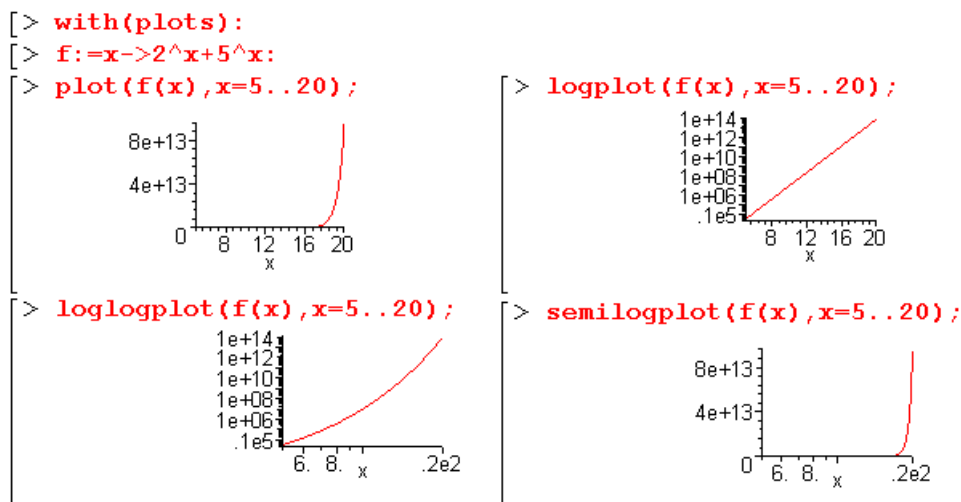 [> with(plots):
[> f:=x->2^x+5^x:
[> plot(f(x),x=5..20);
8e+13
4e+13
0 8 12 16 20
x
[> logplot(f(x),x=5..20);
1e+14
1e+12
1e+10
1e+08
1e+06
.1e5
8 12 16 20
x
[> loglogplot(f(x),x=5..20);
1e+14
1e+12
1e+10
1e+08
1e+06
.1e5
6. 8. .2e2
x
[> semilogplot(f(x),x=5..20);
8e+13
4e+13
0 6. 8. .2e2
x